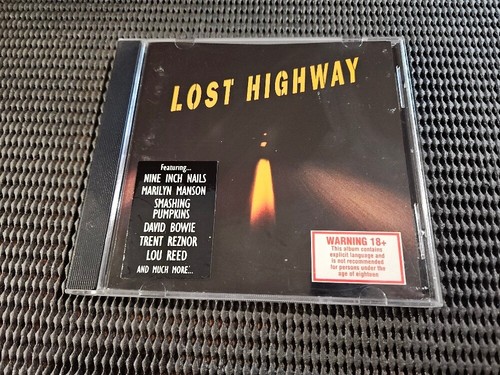 LOST HIGHWAY
Featuring...
NINE INCH NAILS
MARILYN MANSON
SMASHING
PUMPKINS
DAVID BOWIE
TRENT REZNOR
LOU REED
AND MUCH MORE...
WARNING 18+
This album contains
explicit language and
is not recommended
for persons under the
age of eighteen